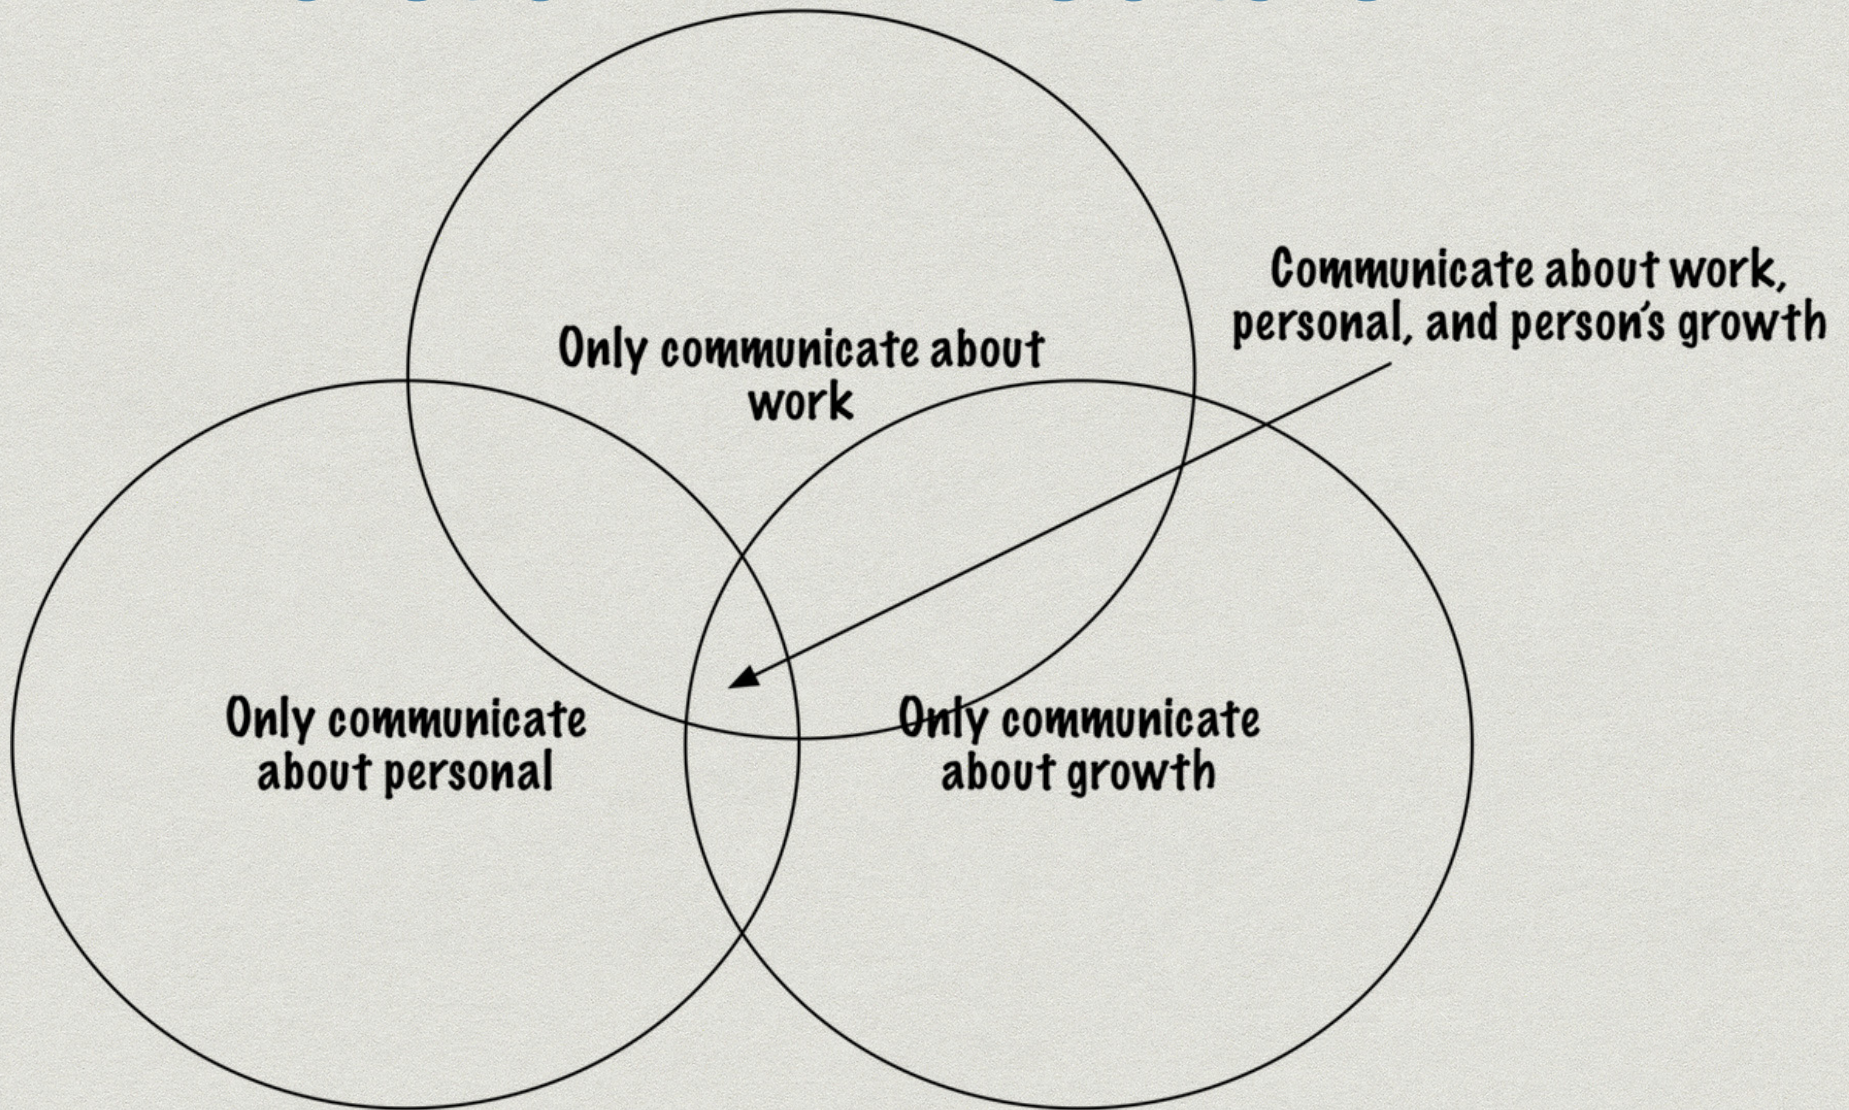 Only communicate about
work
Communicate about work,
personal, and person's growth
Only communicate
about personal
Only communicate
about growth